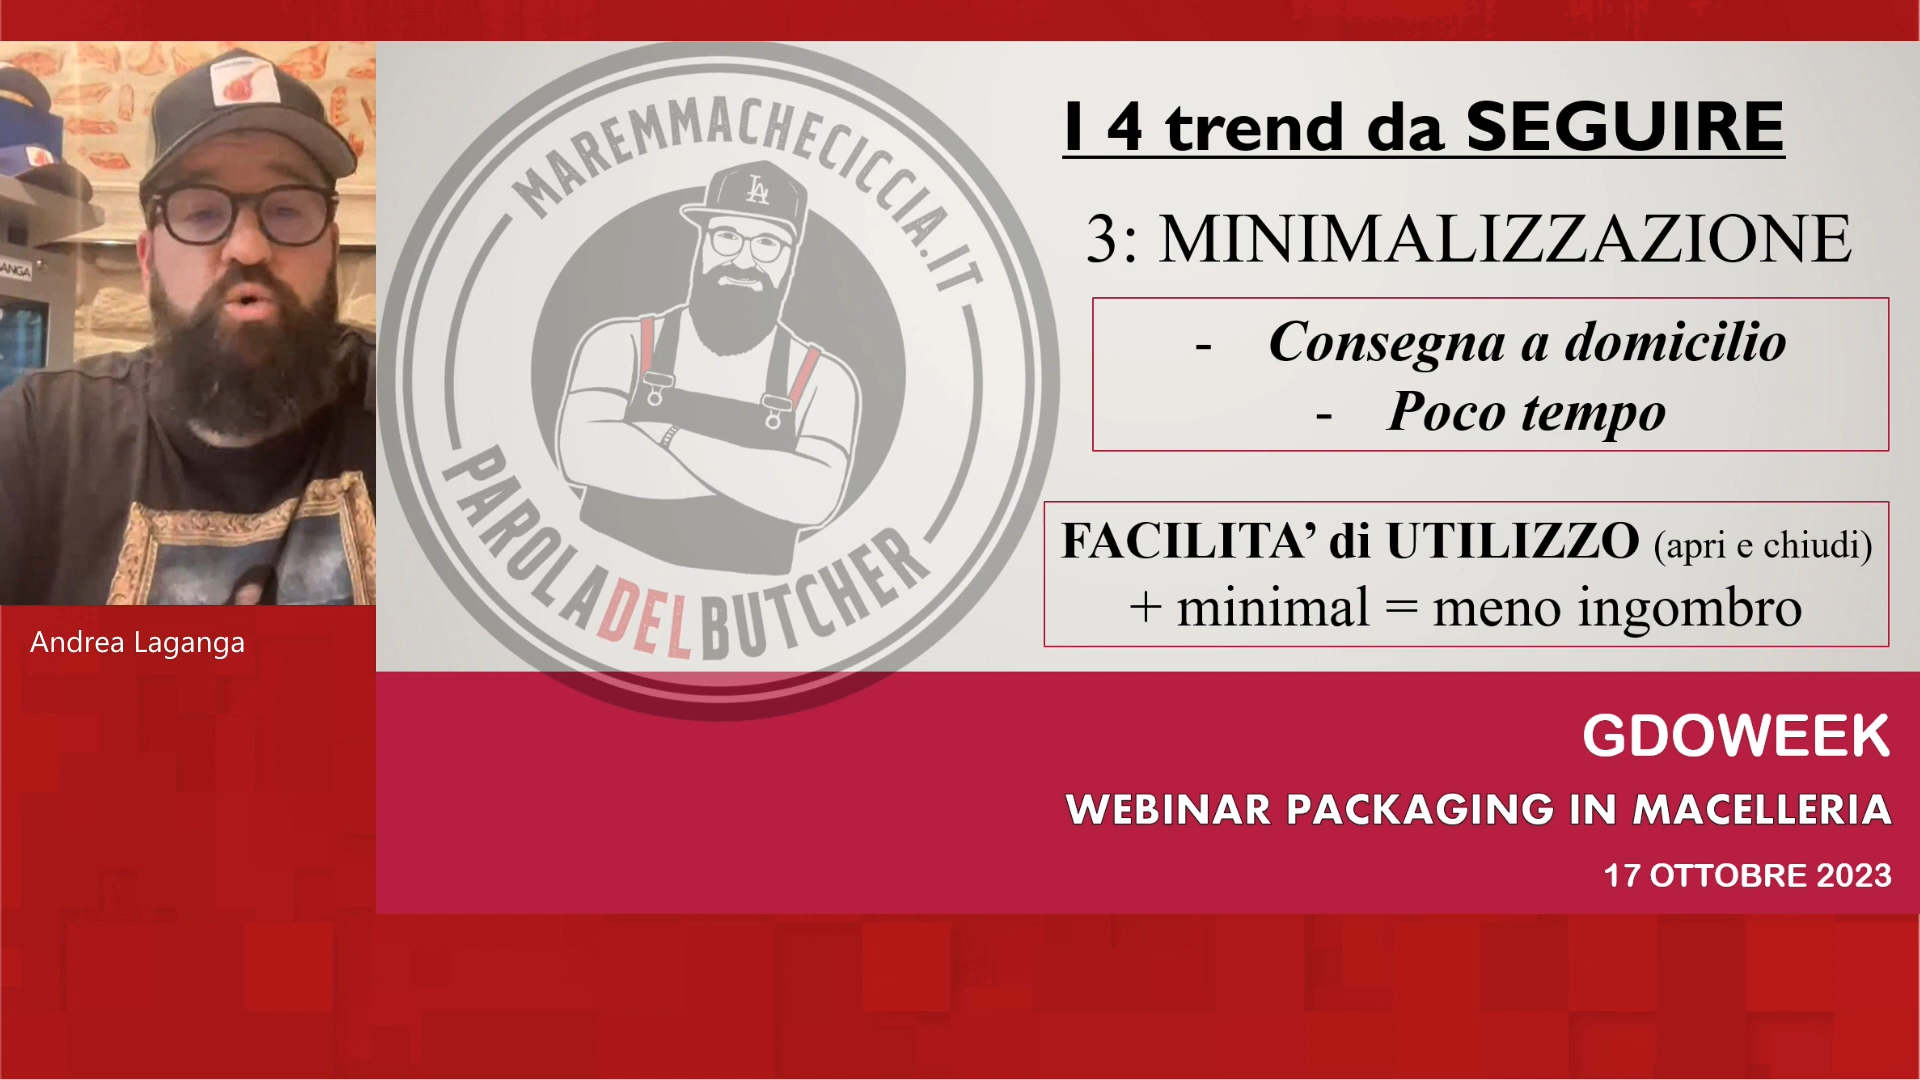 I 4 trend da SEGUIRE
3: MINIMALIZZAZIONE
- Consegna a domicilio
- Poco tempo
FACILITA’ di UTILIZZO (apri e chiudi)
+ minimal = meno ingombro
MAREMMACHECICCIA.IT
LA
PAROLADELBUTCHER
ANGA
Andrea Laganga
GDOWEEK
WEBINAR PACKAGING IN MACELLERIA
17 OTTOBRE 2023